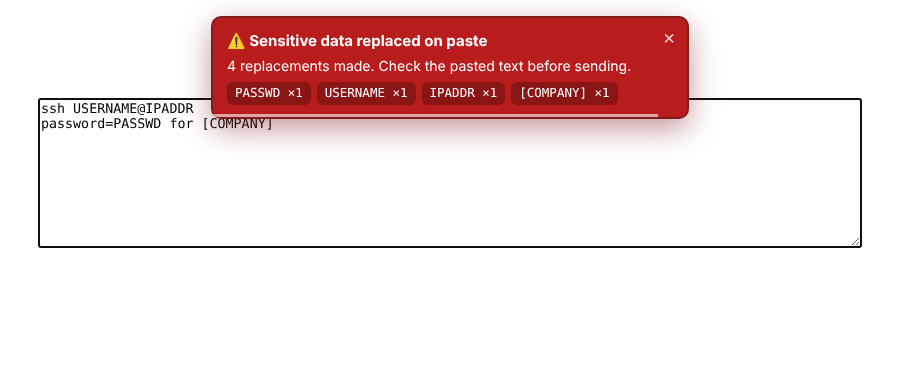 ⚠️ Sensitive data replaced on paste
4 replacements made. Check the pasted text before sending.
PASSWD ×1 USERNAME ×1 IPADDR ×1 [COMPANY] ×1
ssh USERNAME@IPADDR
password=PASSWD for [COMPANY]